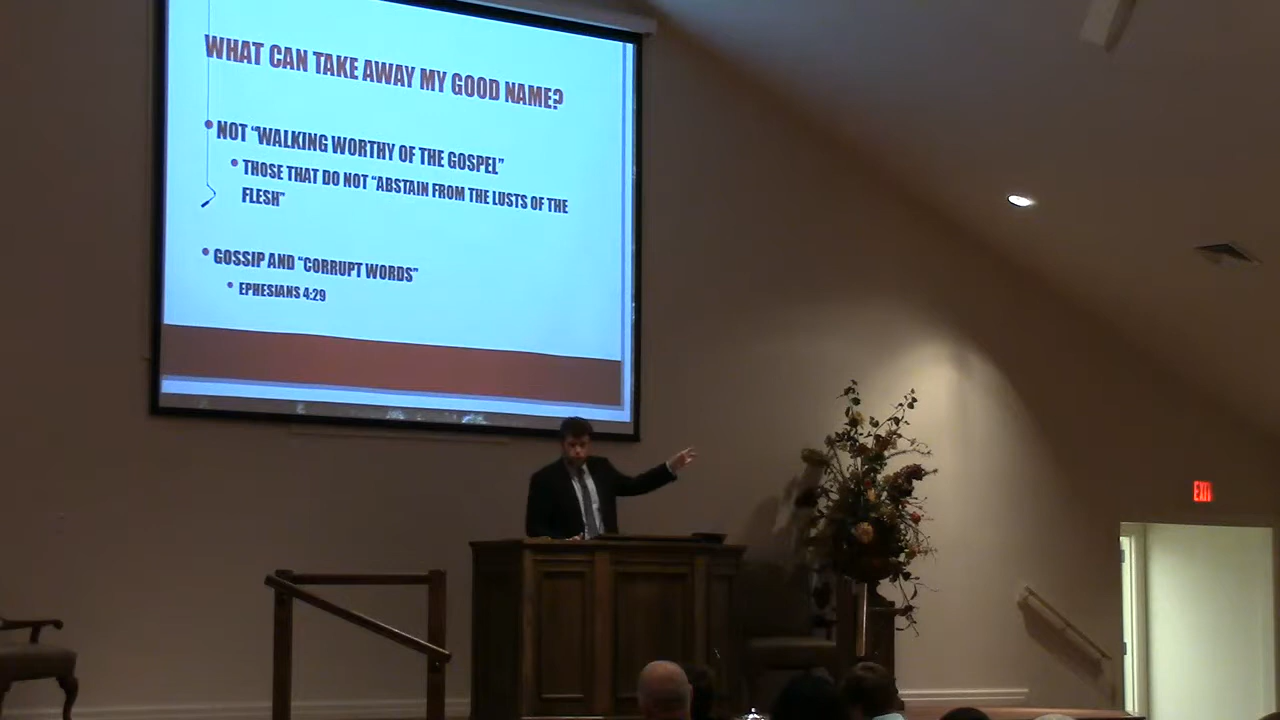 WHAT CAN TAKE AWAY MY GOOD NAME?
• NOT "WALKING WORTHY OF THE GOSPEL"
• THOSE THAT DO NOT "ABSTAIN FROM THE LUSTS OF THE
FLESH"
• GOSSIP AND "CORRUPT WORDS"
• EPHESIANS 4:29
EXIT